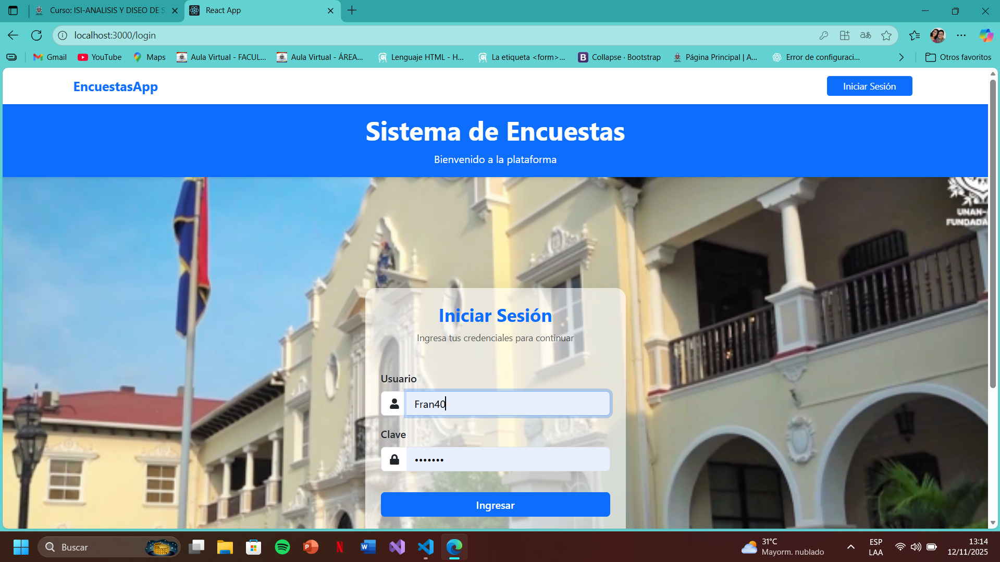 Curso: ISI-ANALISIS Y DISEO DE S
React App
localhost:3000/login
Gmail
YouTube
Maps
Aula Virtual - FACUL...
Aula Virtual - ÁREA...
Lenguaje HTML - H...
La etiqueta <form>...
Collapse · Bootstrap
Página Principal | A...
Error de configuraci...
Otros favoritos
EncuestasApp
Iniciar Sesión
Sistema de Encuestas
Bienvenido a la plataforma
UNAN-
FUNDADA
Iniciar Sesión
Ingresa tus credenciales para continuar
Usuario
Fran40
Clave
•••••••
Ingresar
Buscar
31°C
Mayorm. nublado
ESP
LAA
13:14
12/11/2025